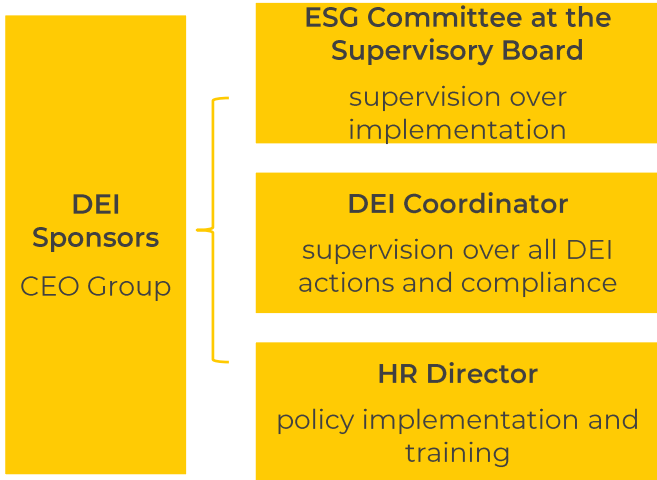 DEI
Sponsors
CEO Group
ESG Committee at the
Supervisory Board
supervision over
implementation
DEI Coordinator
supervision over all DEI
actions and compliance
HR Director
policy implementation and
training